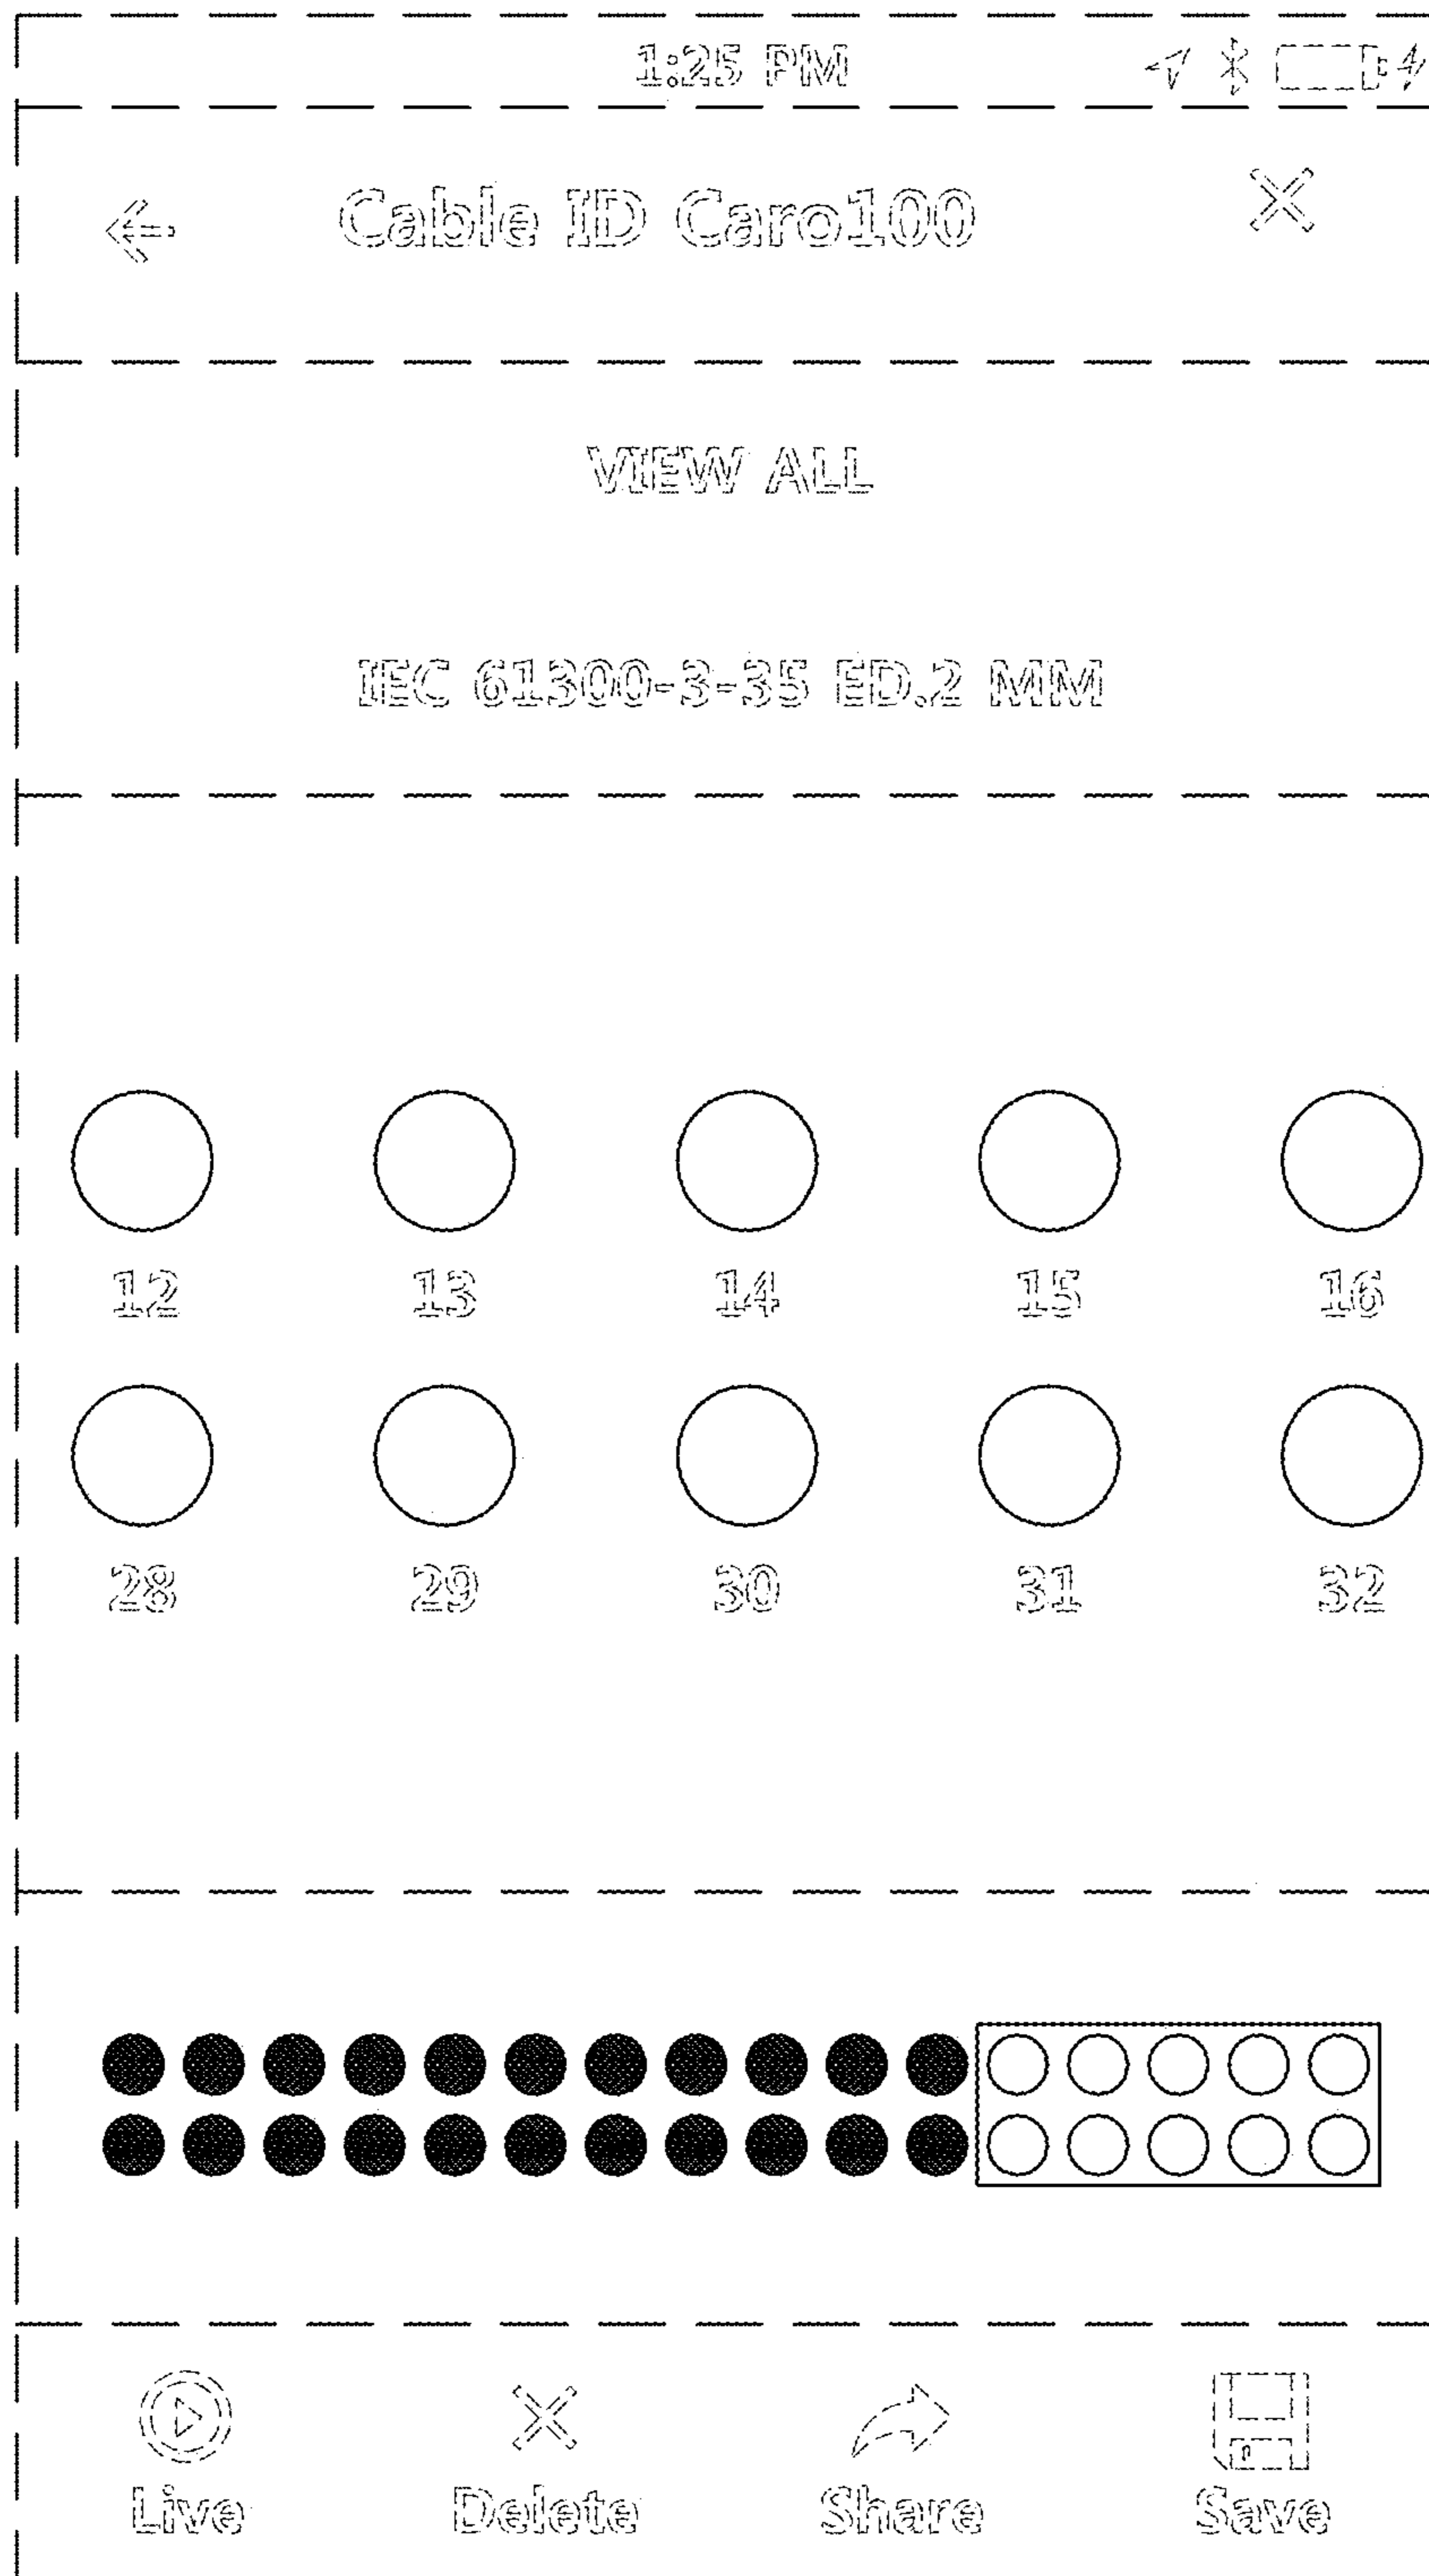 1:25 PM
Cable ID Caro100
VIEW ALL
IEC 61300-3-35 ED.2 MM
12 13 14 15 16
28 29 30 31 32
Live Delete Share Save